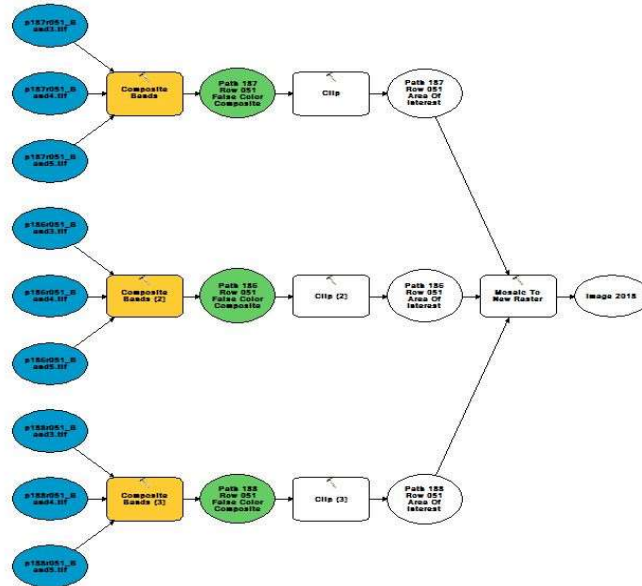 p187r051_B
and3.tif
p187r051_B
and4.tif
Composite
Bands
Path 187
Row 051
False Color
Composite
Clip
Path 187
Row 051
Area Of
Interest
p187r051_B
and5.tif
p186r051_B
and3.tif
p186r051_B
and4.tif
Composite
Bands (2)
Path 186
Row 051
False Color
Composite
Clip (2)
Path 186
Row 051
Area Of
Interest
Mosaic To
New Raster
Image 2015
p186r051_B
and5.tif
p188r051_B
and3.tif
p188r051_B
and4.tif
Composite
Bands (3)
Path 188
Row 051
False Color
Composite
Clip (3)
Path 188
Row 051
Area Of
Interest
p188r051_B
and5.tif